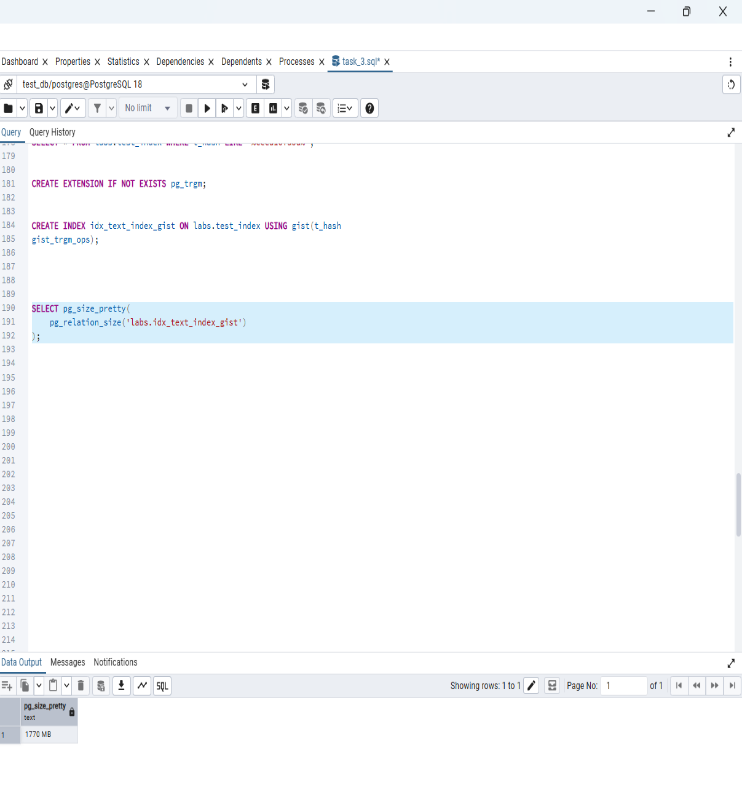 Dashboard X Properties X Statistics X Dependencies X Dependents X Processes X task_3.sql* X
test_db/postgres@PostgreSQL 18
No limit
Query Query History
179
180
181 CREATE EXTENSION IF NOT EXISTS pg_trgm;
182
183
184 CREATE INDEX idx_text_index_gist ON labs.test_index USING gist(t_hash
185 gist_trgm_ops);
186
187
188
189
190 SELECT pg_size_pretty(
191 pg_relation_size('labs.idx_text_index_gist')
192 );
193
194
195
196
197
198
199
200
201
202
203
204
205
206
207
208
209
210
211
212
213
214
Data Output Messages Notifications
SQL Showing rows: 1 to 1 Page No: 1 of 1
pg_size_pretty
text
1 1770 MB